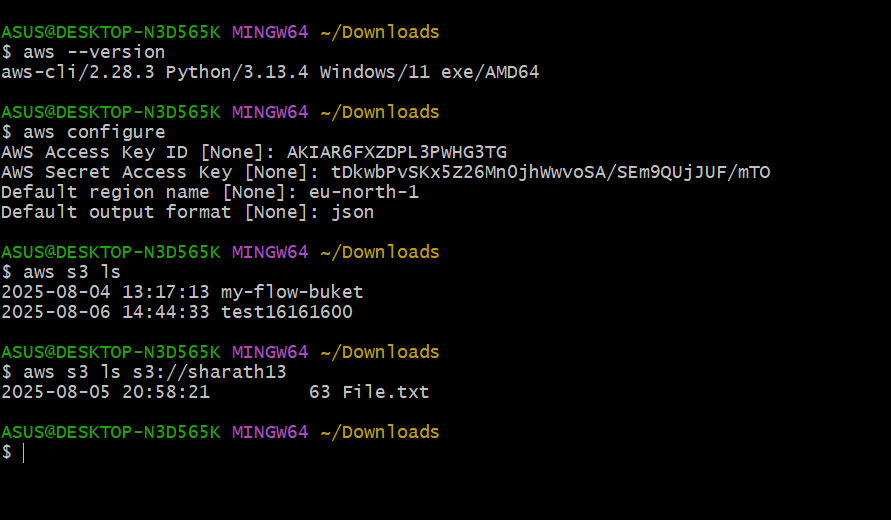 ASUS@DESKTOP-N3D565K MINGW64 ~/Downloads
$ aws --version
aws-cli/2.28.3 Python/3.13.4 Windows/11 exe/AMD64
ASUS@DESKTOP-N3D565K MINGW64 ~/Downloads
$ aws configure
AWS Access Key ID [None]: AKIAR6FXZDPL3PWHG3TG
AWS Secret Access Key [None]: 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
Default region name [None]: eu-north-1
Default output format [None]: json
ASUS@DESKTOP-N3D565K MINGW64 ~/Downloads
$ aws s3 ls
2025-08-04 13:17:13 my-flow-buket
2025-08-06 14:44:33 test16161600
ASUS@DESKTOP-N3D565K MINGW64 ~/Downloads
$ aws s3 ls s3://sharath13
2025-08-05 20:58:21         63 File.txt
ASUS@DESKTOP-N3D565K MINGW64 ~/Downloads
$